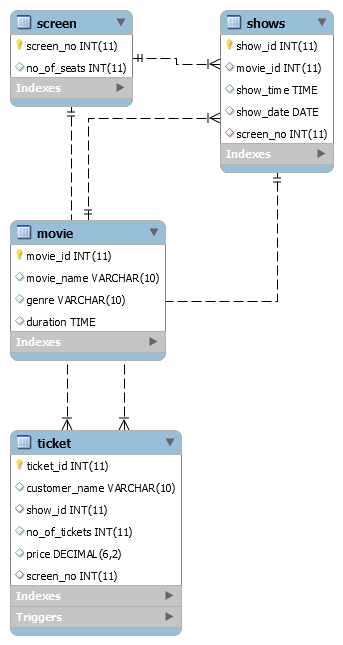 screen
screen_no INT(11)
no_of_seats INT(11)
Indexes
shows
show_id INT(11)
movie_id INT(11)
show_time TIME
show_date DATE
screen_no INT(11)
Indexes
movie
movie_id INT(11)
movie_name VARCHAR(10)
genre VARCHAR(10)
duration TIME
Indexes
ticket
ticket_id INT(11)
customer_name VARCHAR(10)
show_id INT(11)
no_of_tickets INT(11)
price DECIMAL(6,2)
screen_no INT(11)
Indexes
Triggers